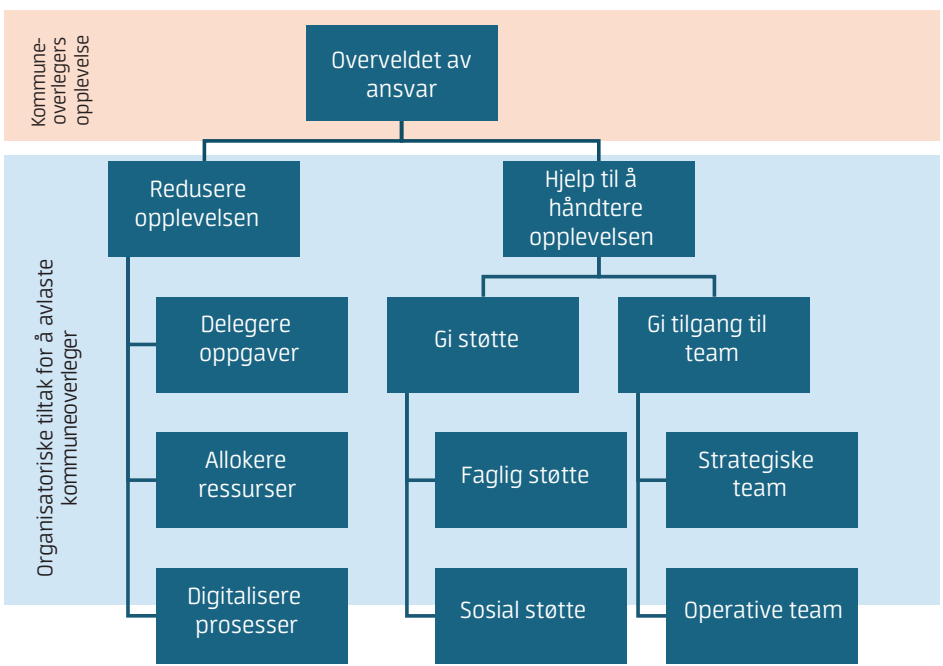 Kommune-
overlegers
opplevelse
Overveldet av
ansvar
Organisatoriske tiltak for å avlaste
kommuneoverleger
Redusere
opplevelsen
Hjelp til å
håndtere
opplevelsen
Delegere
oppgaver
Gi støtte
Gi tilgang til
team
Allokere
ressurser
Faglig støtte
Strategiske
team
Digitalisere
prosesser
Sosial støtte
Operative team